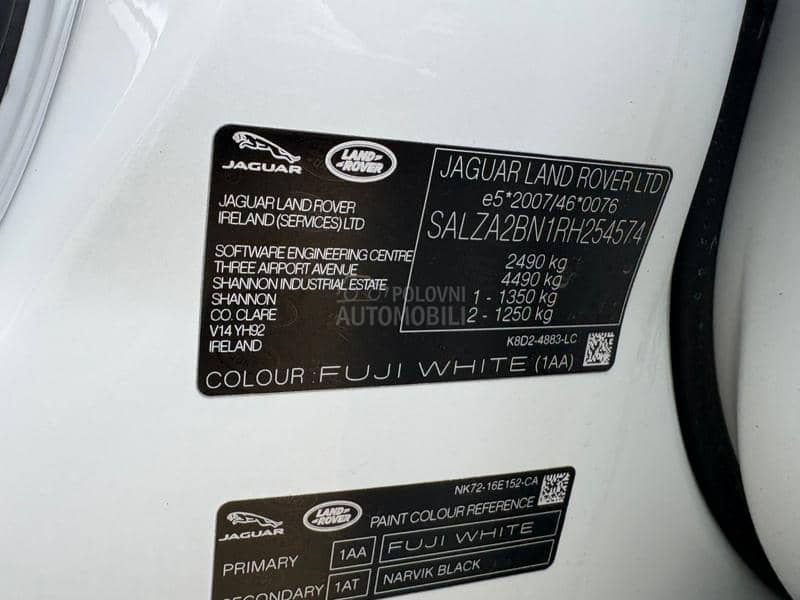 JAGUAR
LAND ROVER
JAGUAR LAND ROVER
IRELAND (SERVICES) LTD
SOFTWARE ENGINEERING CENTRE
THREE AIRPORT AVENUE
SHANNON INDUSTRIAL ESTATE
SHANNON
CO. CLARE
V14 YH92
IRELAND
JAGUAR LAND ROVER LTD
e5*2007/46*0076
SALZA2BN1RH254574
2490 kg
4490 kg
1 - 1350 kg
2 - 1250 kg
K8D2-4883-LC
COLOUR : FUJI WHITE (1AA)
POLOVNI
AUTOMOBILI
NK72-16E152-CA
JAGUAR
LAND ROVER
PAINT COLOUR REFERENCE
PRIMARY 1AA FUJI WHITE
SECONDARY 1AT NARVIK BLACK